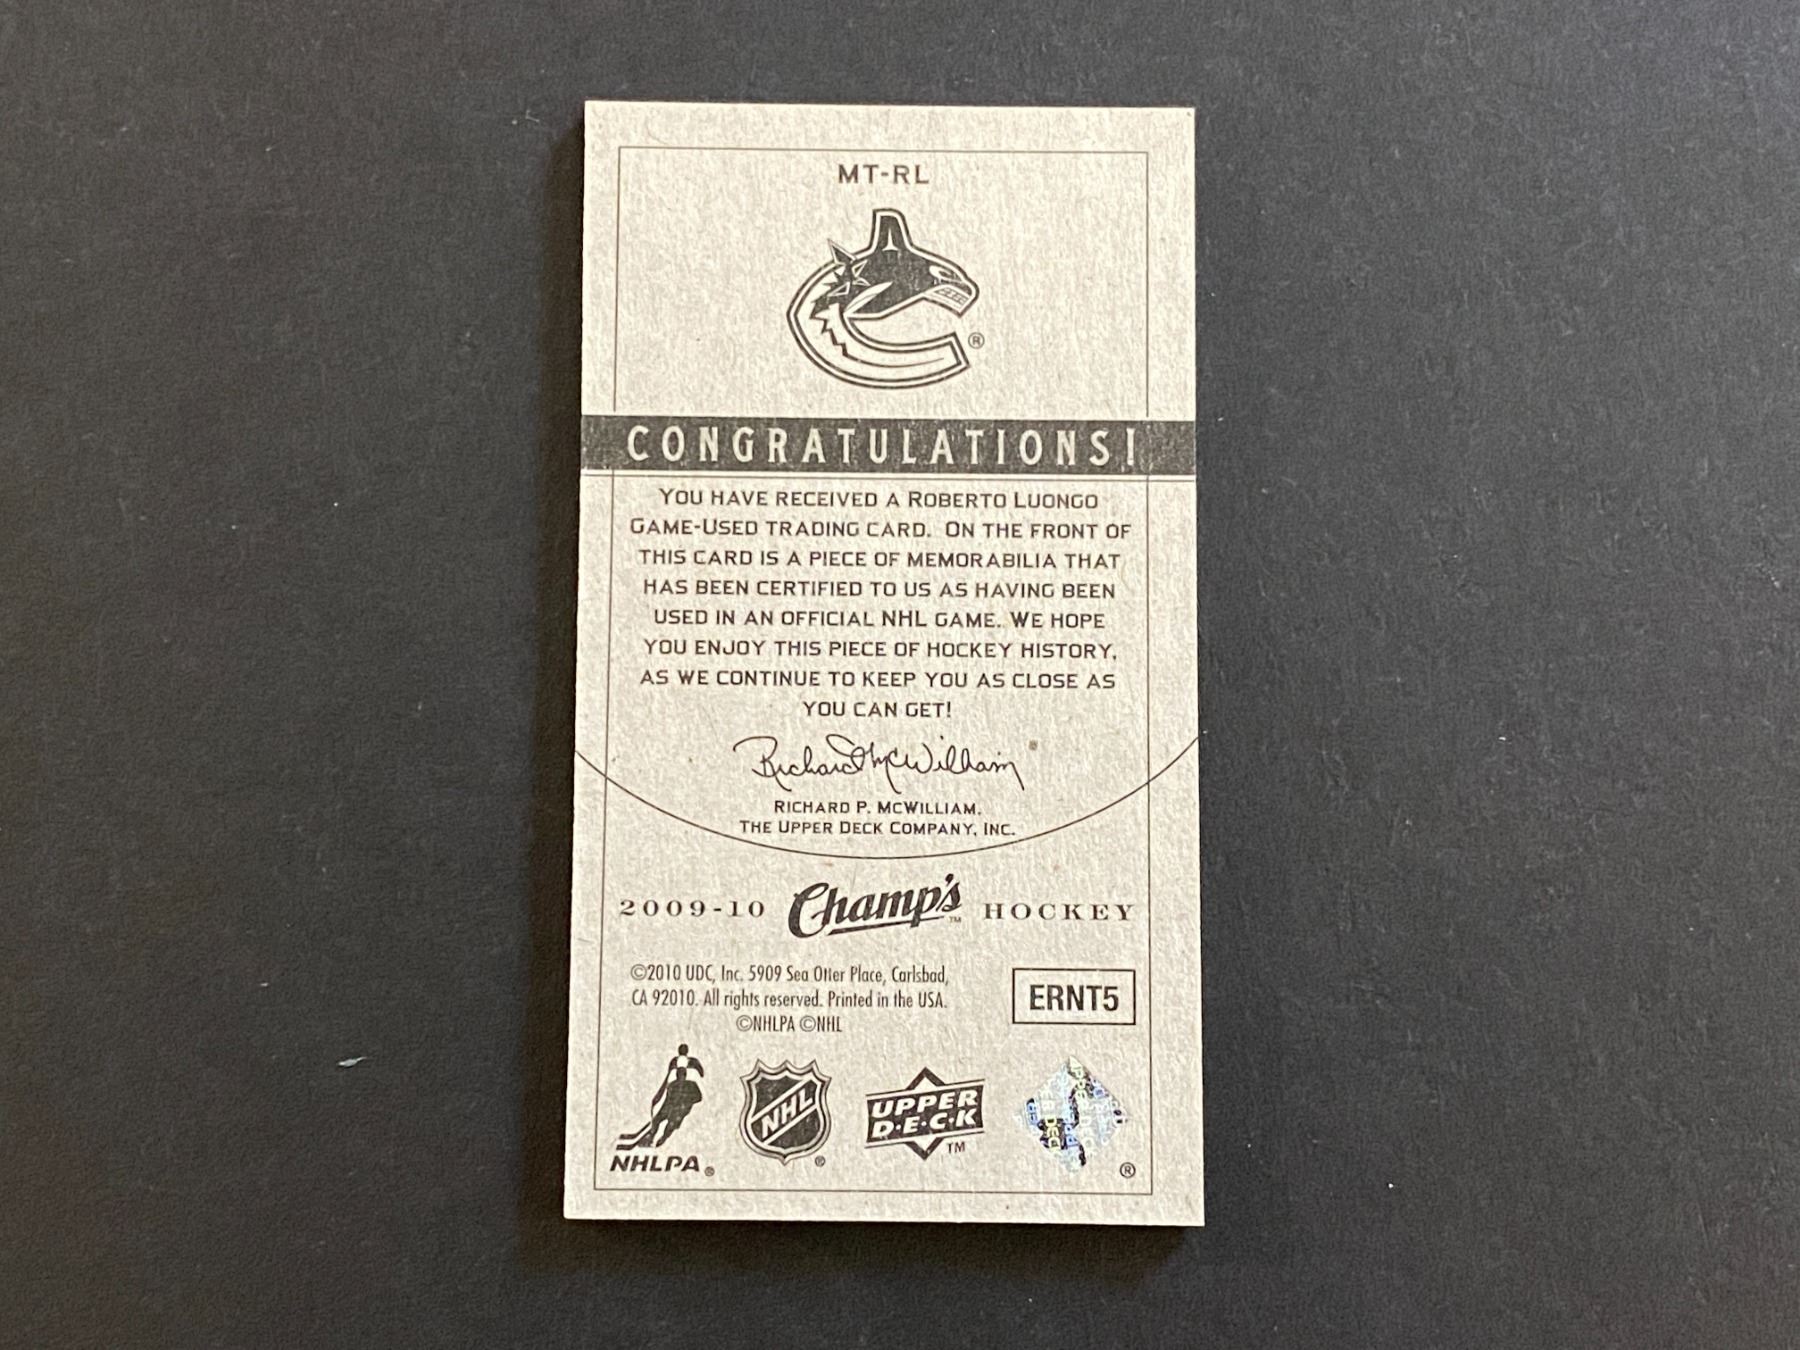 MT-RL
®
CONGRATULATIONS!
YOU HAVE RECEIVED A ROBERTO LUONGO
GAME-USED TRADING CARD. ON THE FRONT OF
THIS CARD IS A PIECE OF MEMORABILIA THAT
HAS BEEN CERTIFIED TO US AS HAVING BEEN
USED IN AN OFFICIAL NHL GAME. WE HOPE
YOU ENJOY THIS PIECE OF HOCKEY HISTORY,
AS WE CONTINUE TO KEEP YOU AS CLOSE AS
YOU CAN GET!
Richard McWilliam
RICHARD P. MCWILLIAM.
THE UPPER DECK COMPANY, INC.
2009-10 Champ's™ HOCKEY
©2010 UDC, Inc. 5909 Sea Otter Place, Carlsbad,
CA 92010. All rights reserved. Printed in the USA.
©NHLPA ©NHL
ERNT5
NHLPA®
NHL®
UPPER
D·E·C·K™
®